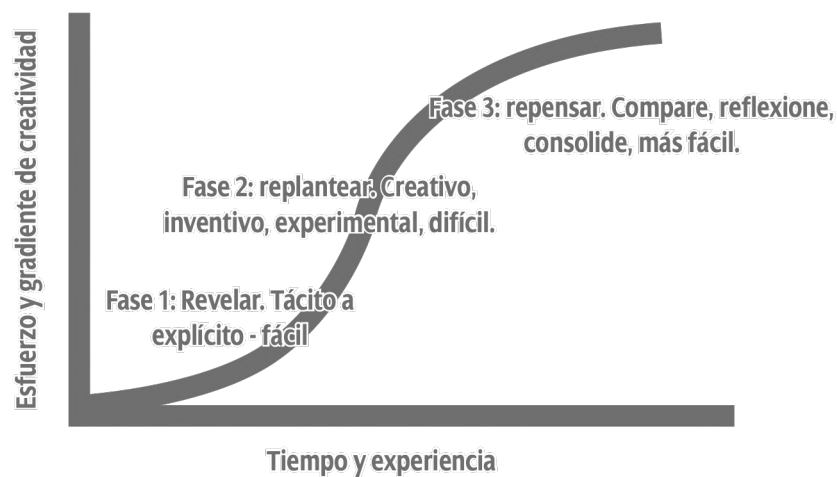 Esfuerzo y gradiente de creatividad
Fase 3: repensar. Compare, reflexione,
consolide, más fácil.
Fase 2: replantear. Creativo,
inventivo, experimental, difícil.
Fase 1: Revelar. Tácito a
explícito - fácil
Tiempo y experiencia